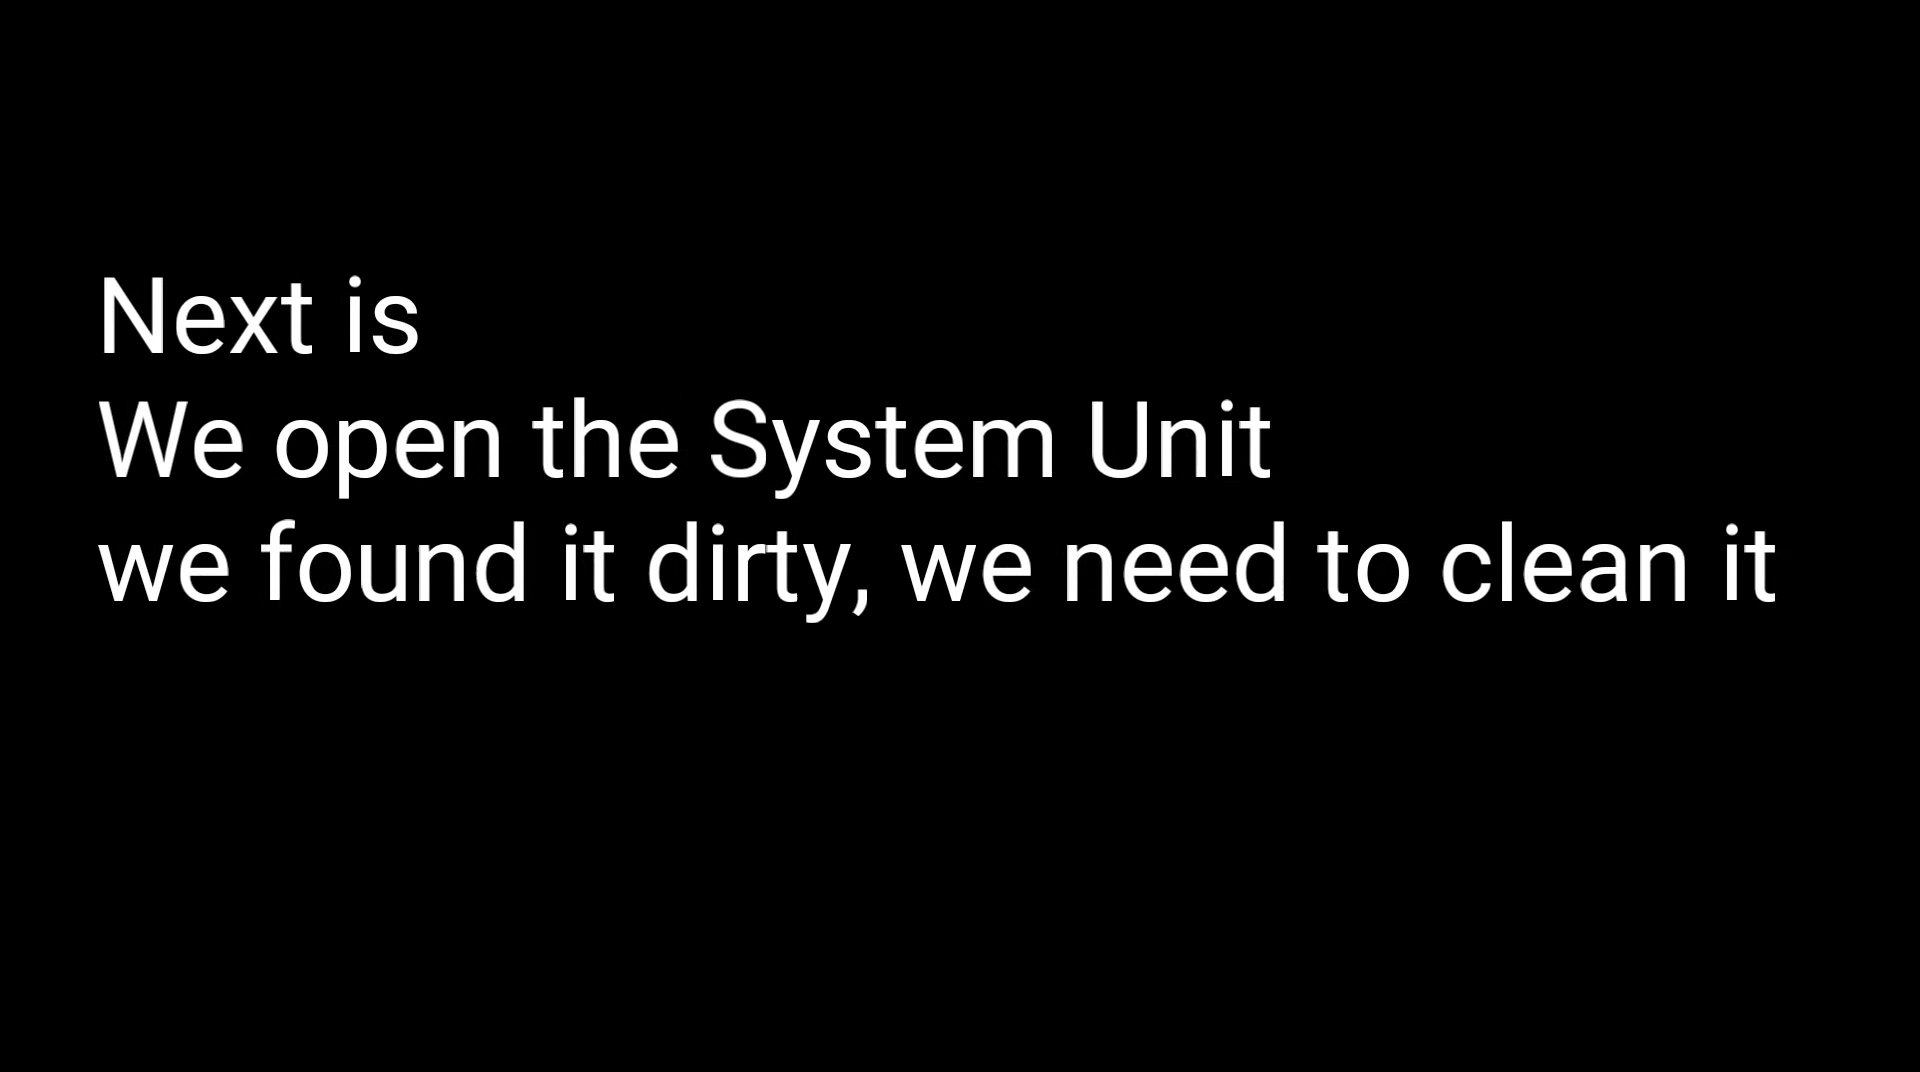 Next is
We open the System Unit
we found it dirty, we need to clean it